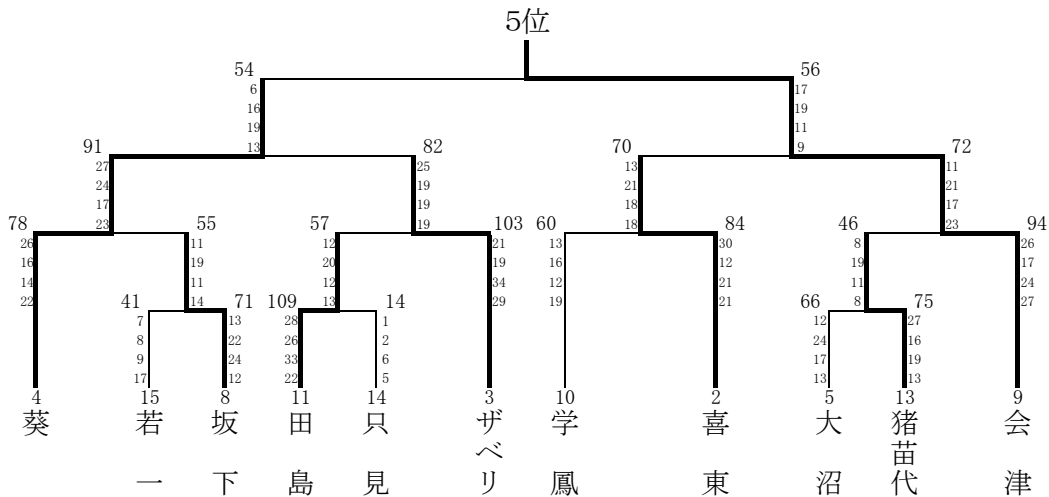 5位
54 56
6 17
16 19
19 11
13 9
91 82 70 72
27 25 13 11
24 19 21 21
17 19 18 17
23 19 18 23
78 55 57 103 60 84 46 94
26 11 12 21 13 30 8 26
16 19 20 19 16 12 19 17
14 11 12 34 12 21 11 24
22 14 13 29 19 21 8 27
41 71 109 14 66 75
7 13 28 1 12 27
8 22 26 2 24 16
9 24 33 6 17 19
17 12 22 5 13 13
4 15 8 11 14 3 10 2 5 13 9
葵
若一
坂下
田島
只見
ザベリ
学鳳
喜東
大沼
猪苗代
会津